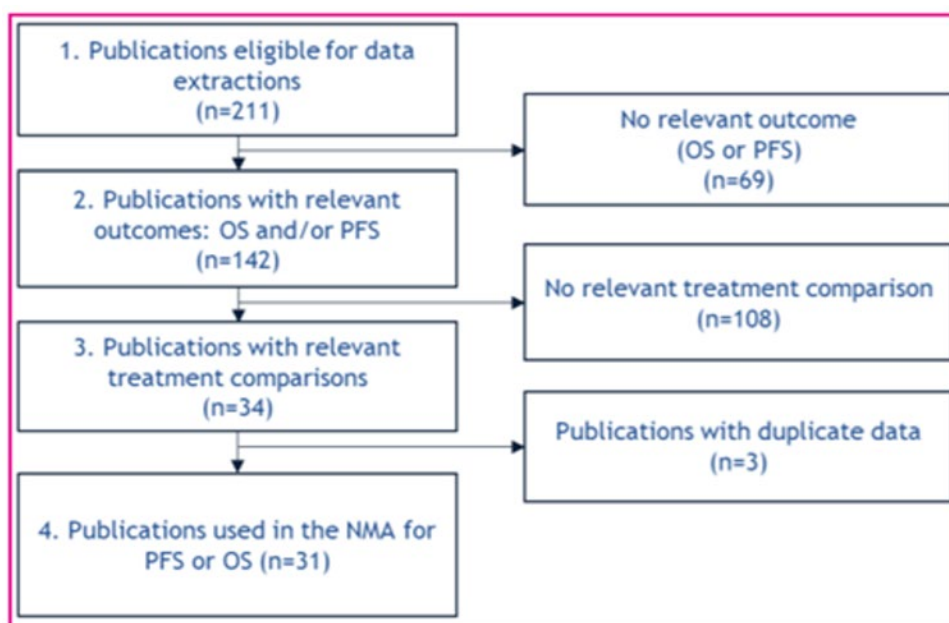 1. Publications eligible for data
extractions
(n=211)
No relevant outcome
(OS or PFS)
(n=69)
2. Publications with relevant
outcomes: OS and/or PFS
(n=142)
No relevant treatment comparison
(n=108)
3. Publications with relevant
treatment comparisons
(n=34)
Publications with duplicate data
(n=3)
4. Publications used in the NMA for
PFS or OS (n=31)